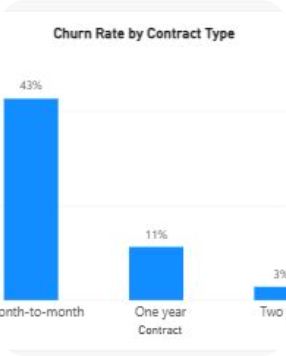 Churn Rate by Contract Type
43%
11%
3%
onth-to-month One year Two
Contract